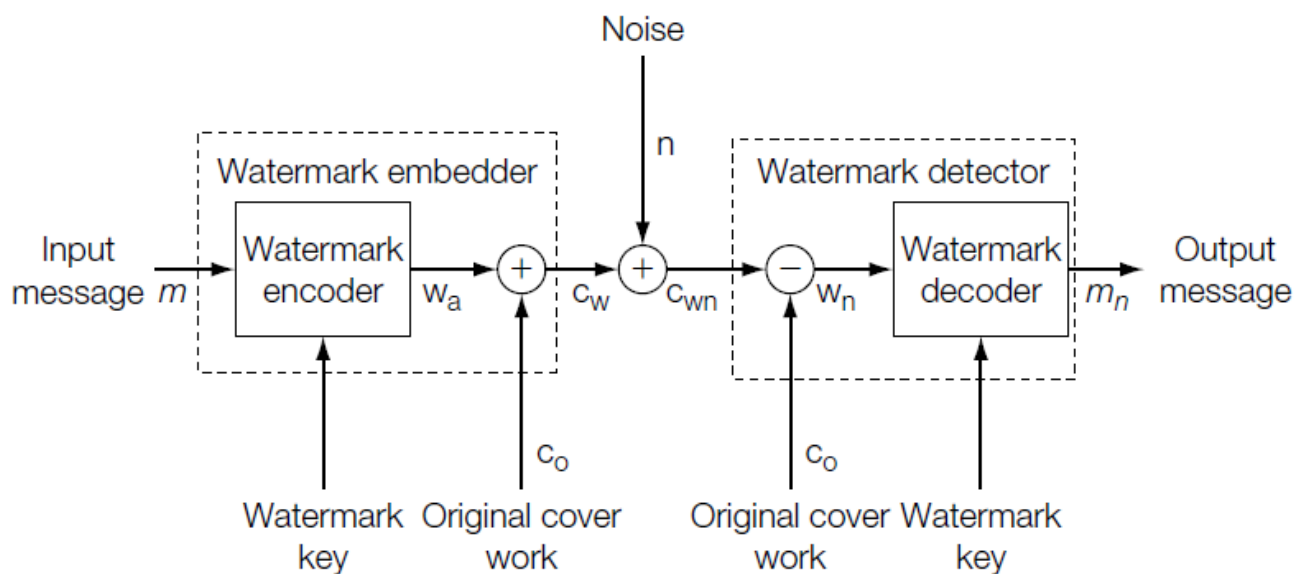 Noise
n
Watermark embedder
Watermark detector
Input
message
m
Watermark
encoder
wa
+
cw
+
cwn
−
wn
Watermark
decoder
mn
Output
message
co
co
Watermark
key
Original cover
work
Original cover
work
Watermark
key